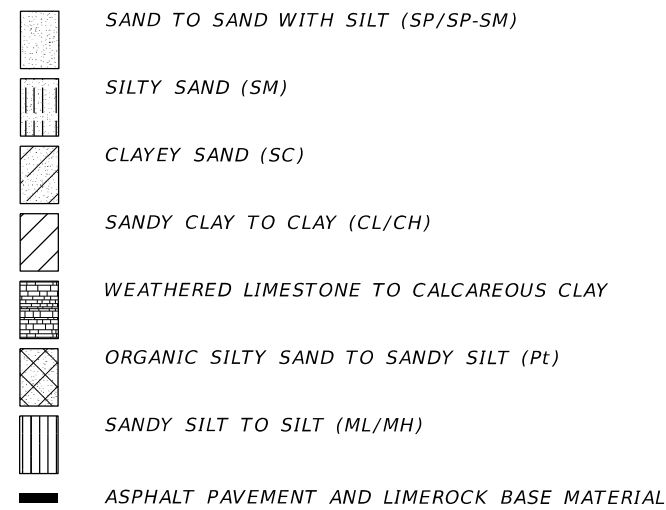 SAND TO SAND WITH SILT (SP/SP-SM)
SILTY SAND (SM)
CLAYEY SAND (SC)
SANDY CLAY TO CLAY (CL/CH)
WEATHERED LIMESTONE TO CALCAREOUS CLAY
ORGANIC SILTY SAND TO SANDY SILT (Pt)
SANDY SILT TO SILT (ML/MH)
ASPHALT PAVEMENT AND LIMEROCK BASE MATERIAL